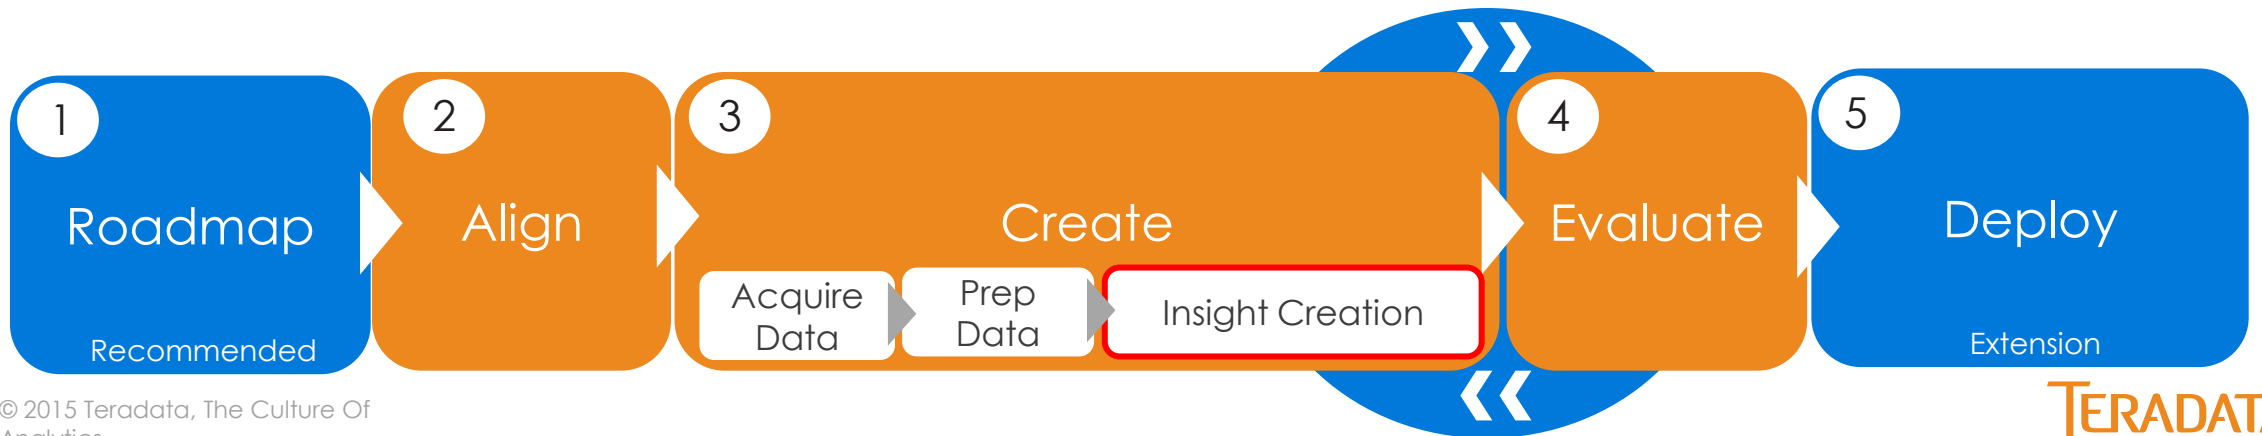 1
Roadmap
Recommended
2
Align
3
Create
Acquire
Data
Prep
Data
Insight Creation
4
Evaluate
5
Deploy
Extension
© 2015 Teradata, The Culture Of
Analytics
TERADAT